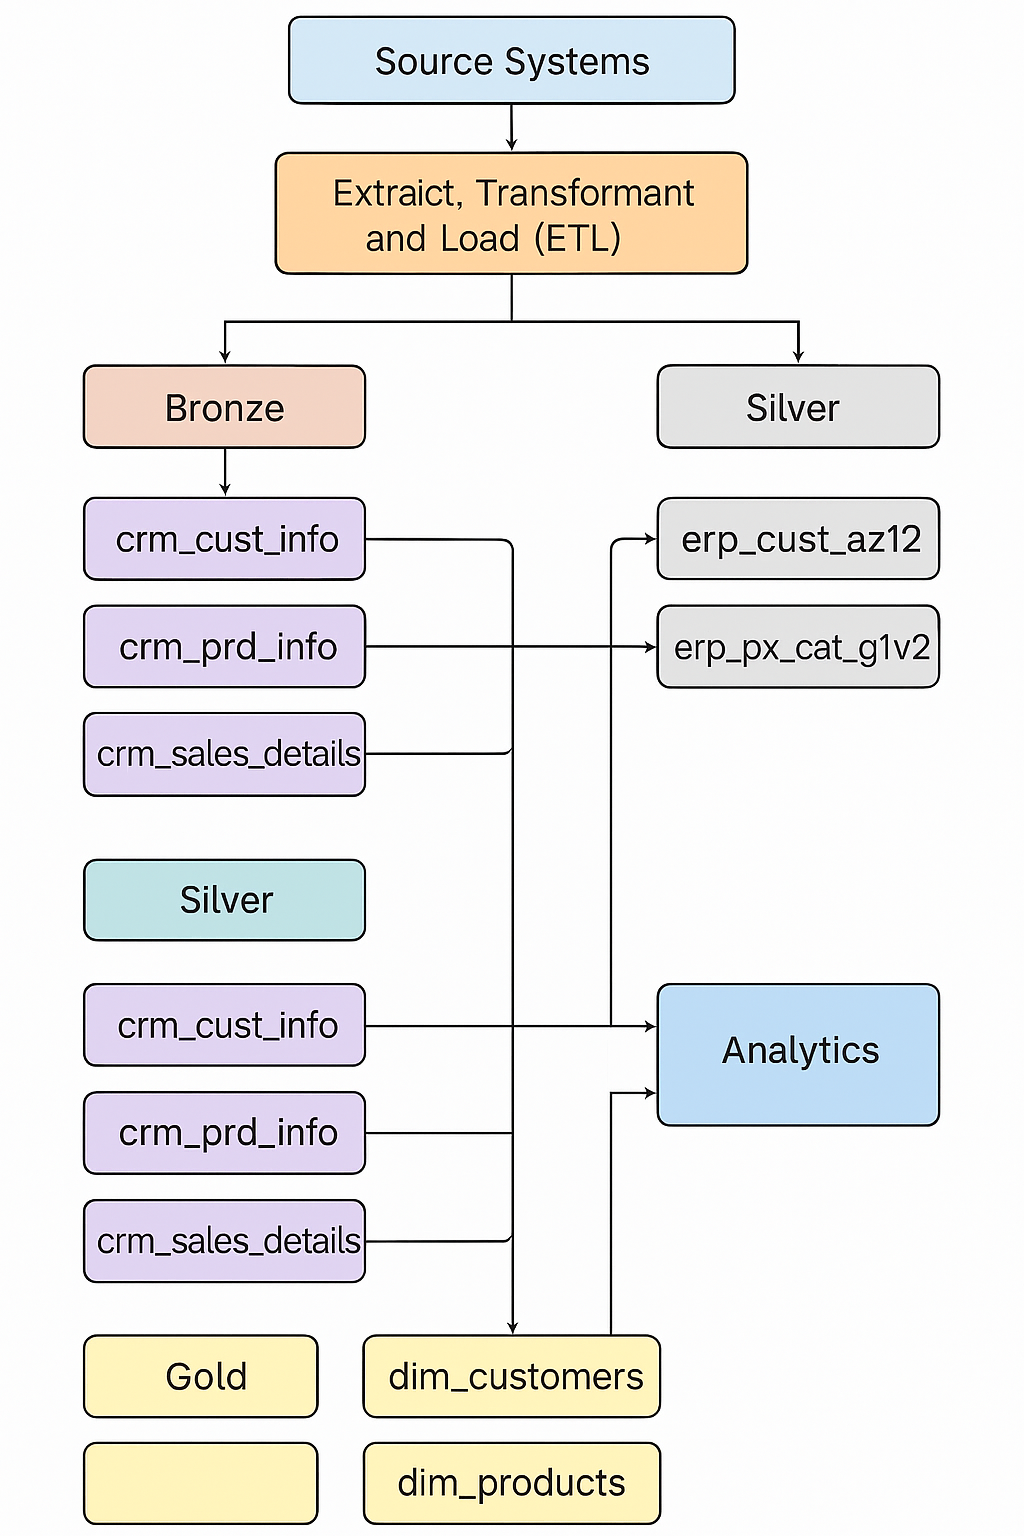 Source Systems
Extraict, Transformant
and Load (ETL)
Bronze
Silver
crm_cust_info
erp_cust_az12
crm_prd_info
erp_px_cat_g1v2
crm_sales_details
Silver
crm_cust_info
Analytics
crm_prd_info
crm_sales_details
Gold
dim_customers
dim_products